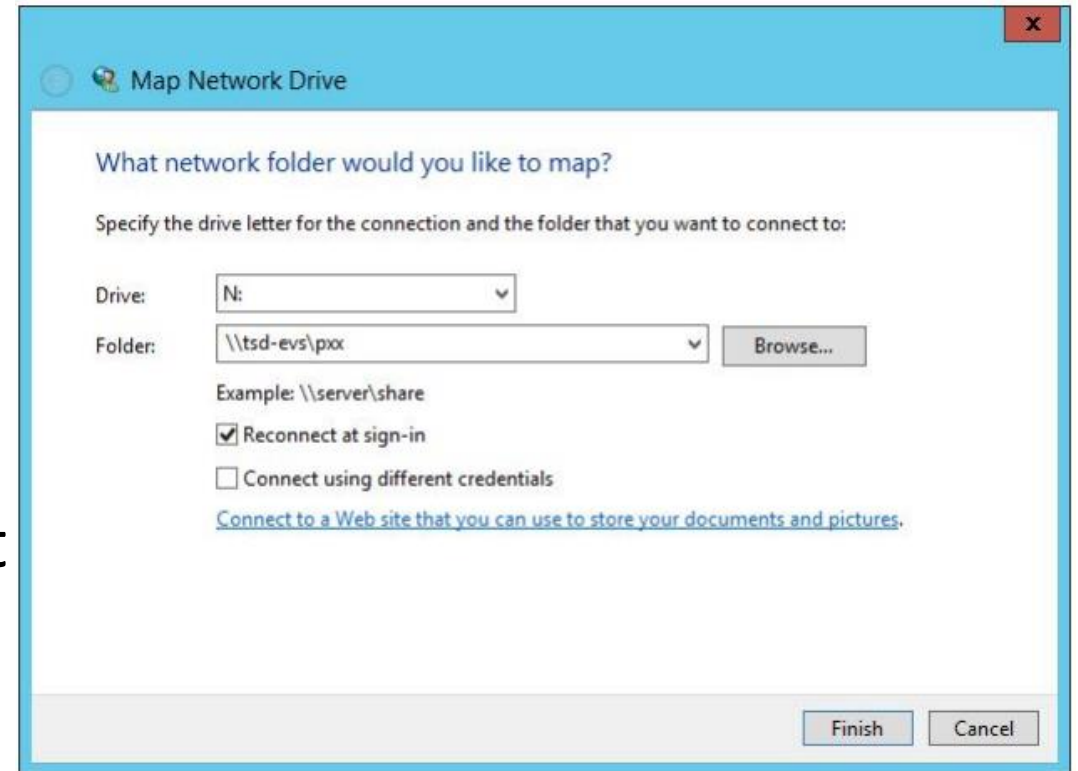 x
Map Network Drive
What network folder would you like to map?
Specify the drive letter for the connection and the folder that you want to connect to:
Drive: N:
Folder: \\tsd-evs\pxx Browse...
Example: \\server\share
Reconnect at sign-in
Connect using different credentials
Connect to a Web site that you can use to store your documents and pictures.
t
Finish Cancel